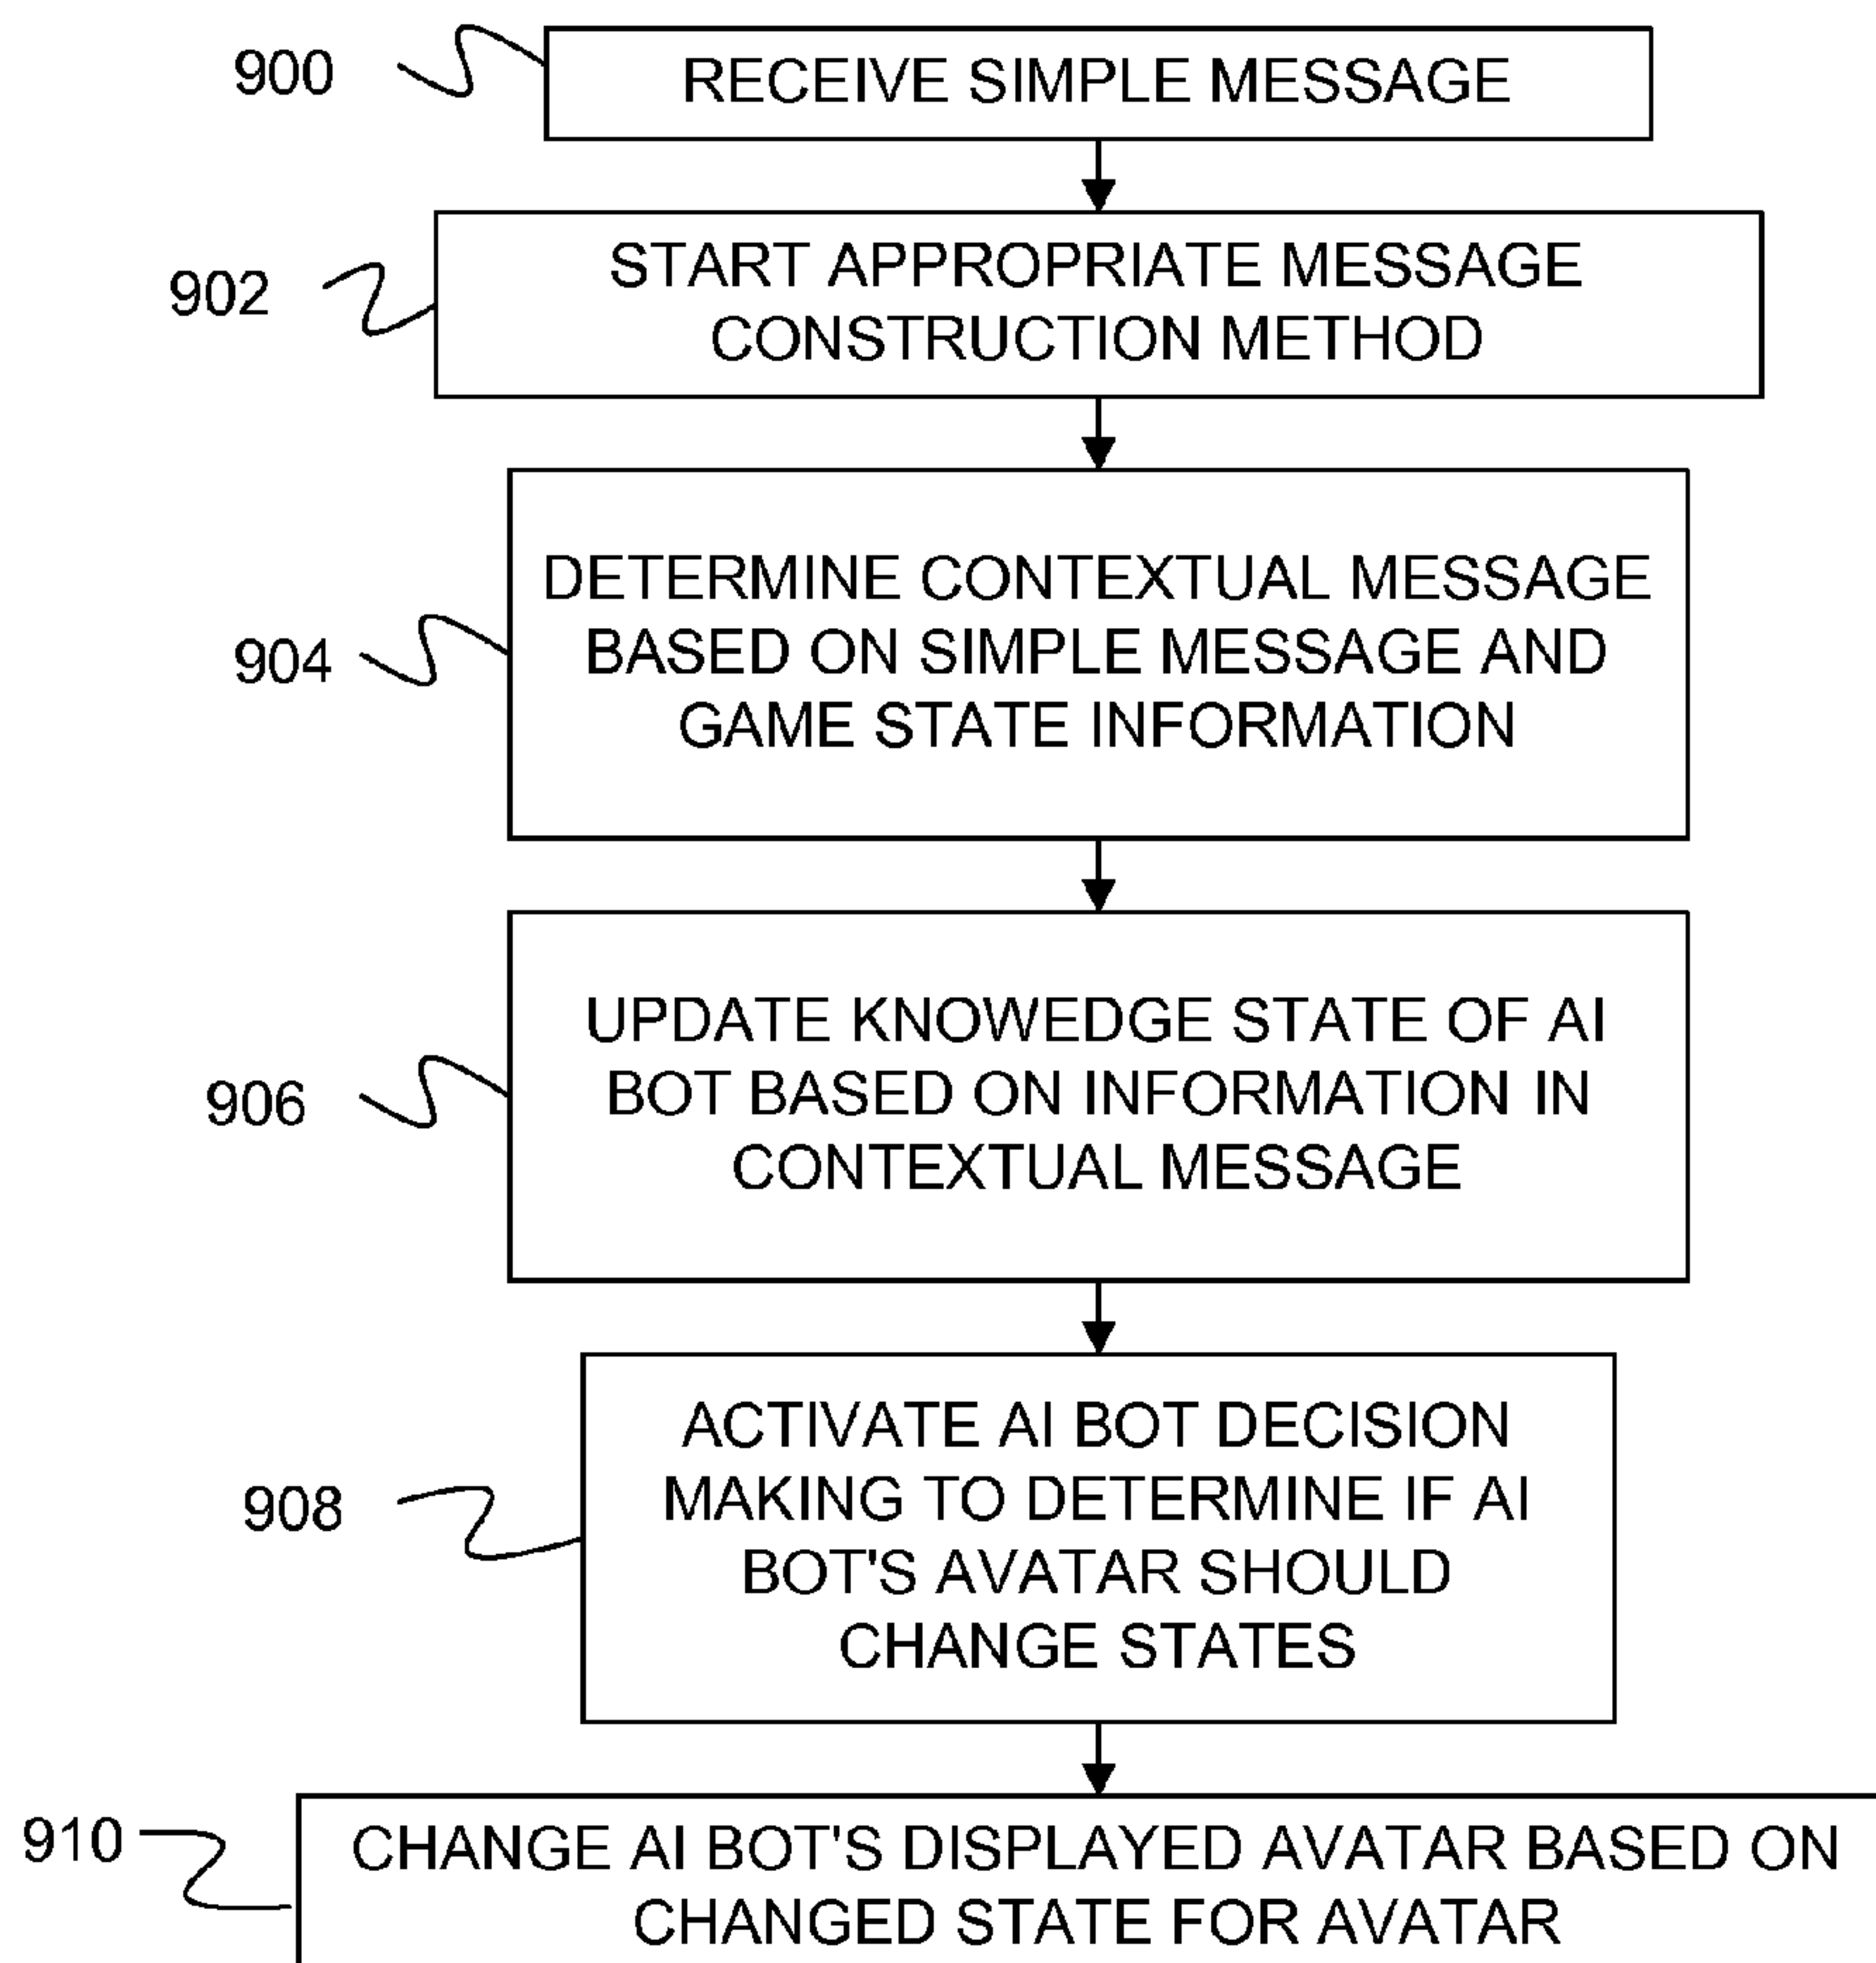 900
RECEIVE SIMPLE MESSAGE
902
START APPROPRIATE MESSAGE
CONSTRUCTION METHOD
904
DETERMINE CONTEXTUAL MESSAGE
BASED ON SIMPLE MESSAGE AND
GAME STATE INFORMATION
906
UPDATE KNOWEDGE STATE OF AI
BOT BASED ON INFORMATION IN
CONTEXTUAL MESSAGE
908
ACTIVATE AI BOT DECISION
MAKING TO DETERMINE IF AI
BOT'S AVATAR SHOULD
CHANGE STATES
910
CHANGE AI BOT'S DISPLAYED AVATAR BASED ON
CHANGED STATE FOR AVATAR